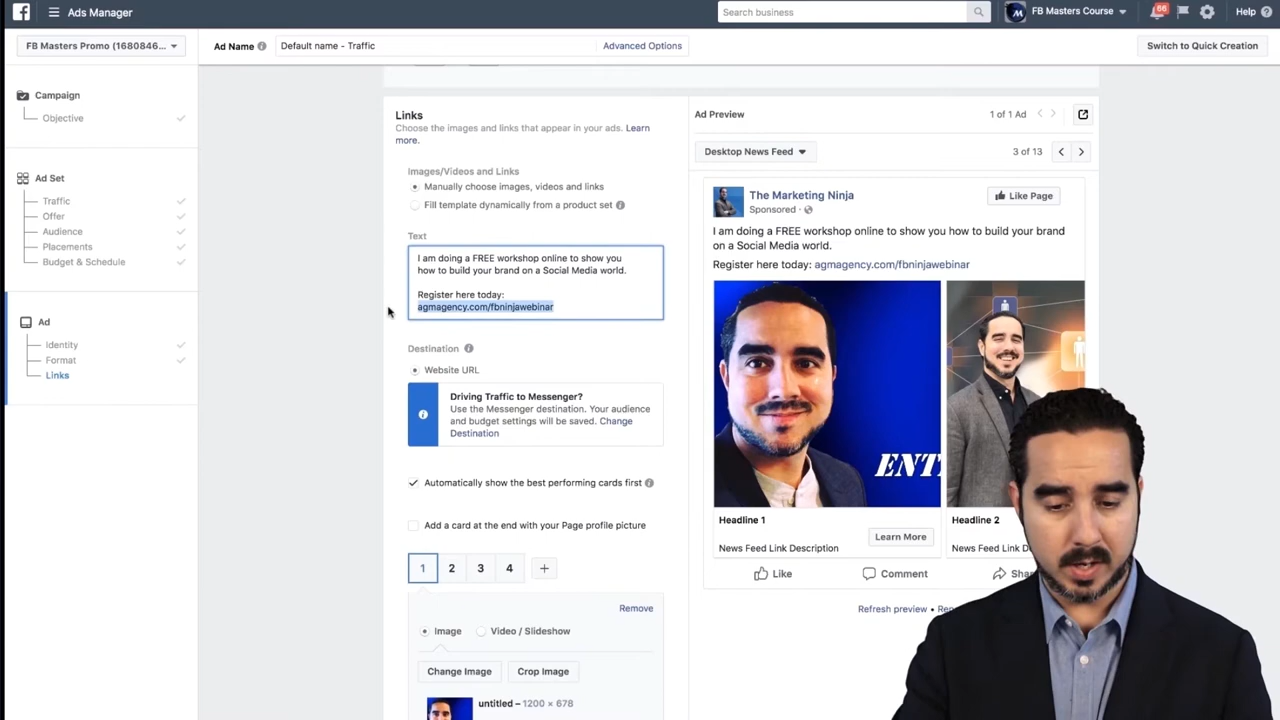 Ads Manager
Search business
FB Masters Course
66
Help
FB Masters Promo (1680846...
Ad Name
Default name - Traffic
Advanced Options
Switch to Quick Creation
Campaign
Objective
Ad Set
Traffic
Offer
Audience
Placements
Budget & Schedule
Ad
Identity
Format
Links
Links
Choose the images and links that appear in your ads. Learn
more.
Images/Videos and Links
Manually choose images, videos and links
Fill template dynamically from a product set
Text
I am doing a FREE workshop online to show you
how to build your brand on a Social Media world.
Register here today:
agmagency.com/fbninjawebinar
Destination
Website URL
Driving Traffic to Messenger?
Use the Messenger destination. Your audience
and budget settings will be saved. Change
Destination
Automatically show the best performing cards first
Add a card at the end with your Page profile picture
1 2 3 4 +
Remove
Image
Video / Slideshow
Change Image
Crop Image
untitled – 1200 × 678
Ad Preview
1 of 1 Ad
Desktop News Feed
3 of 13
The Marketing Ninja
Sponsored ·
Like Page
I am doing a FREE workshop online to show you how to build your brand
on a Social Media world.
Register here today: agmagency.com/fbninjawebinar
Headline 1
Learn More
News Feed Link Description
Headline 2
News Feed Link
Like
Comment
Refresh preview •